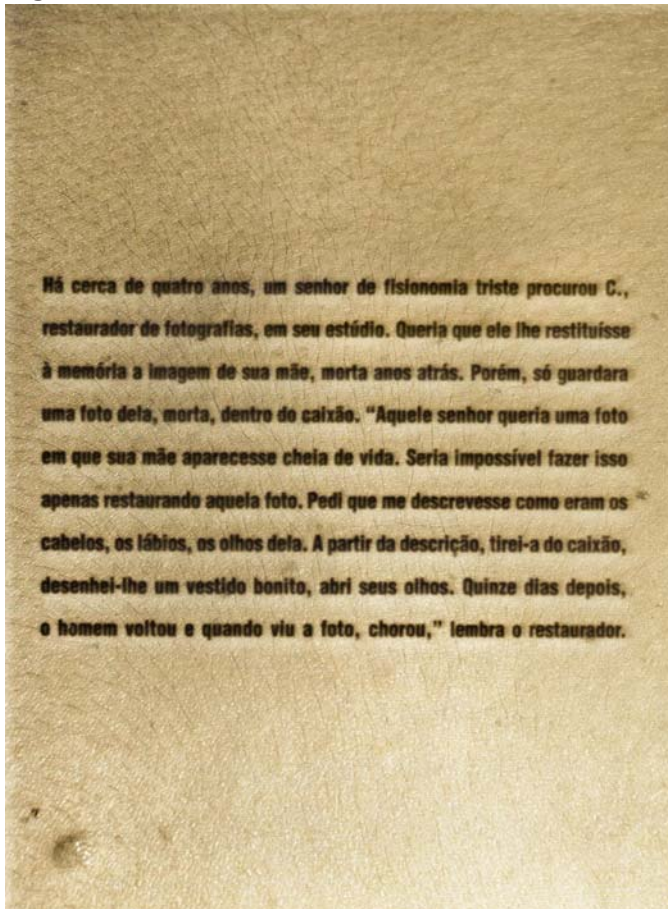 Há cerca de quatro anos, um senhor de fisionomia triste procurou C.,
restaurador de fotografias, em seu estúdio. Queria que ele lhe restituísse
à memória a imagem de sua mãe, morta anos atrás. Porém, só guardara
uma foto dela, morta, dentro do caixão. “Aquele senhor queria uma foto
em que sua mãe aparecesse cheia de vida. Seria impossível fazer isso
apenas restaurando aquela foto. Pedi que me descrevesse como eram os
cabelos, os lábios, os olhos dela. A partir da descrição, tirei-a do caixão,
desenhei-lhe um vestido bonito, abri seus olhos. Quinze dias depois,
o homem voltou e quando viu a foto, chorou,” lembra o restaurador.